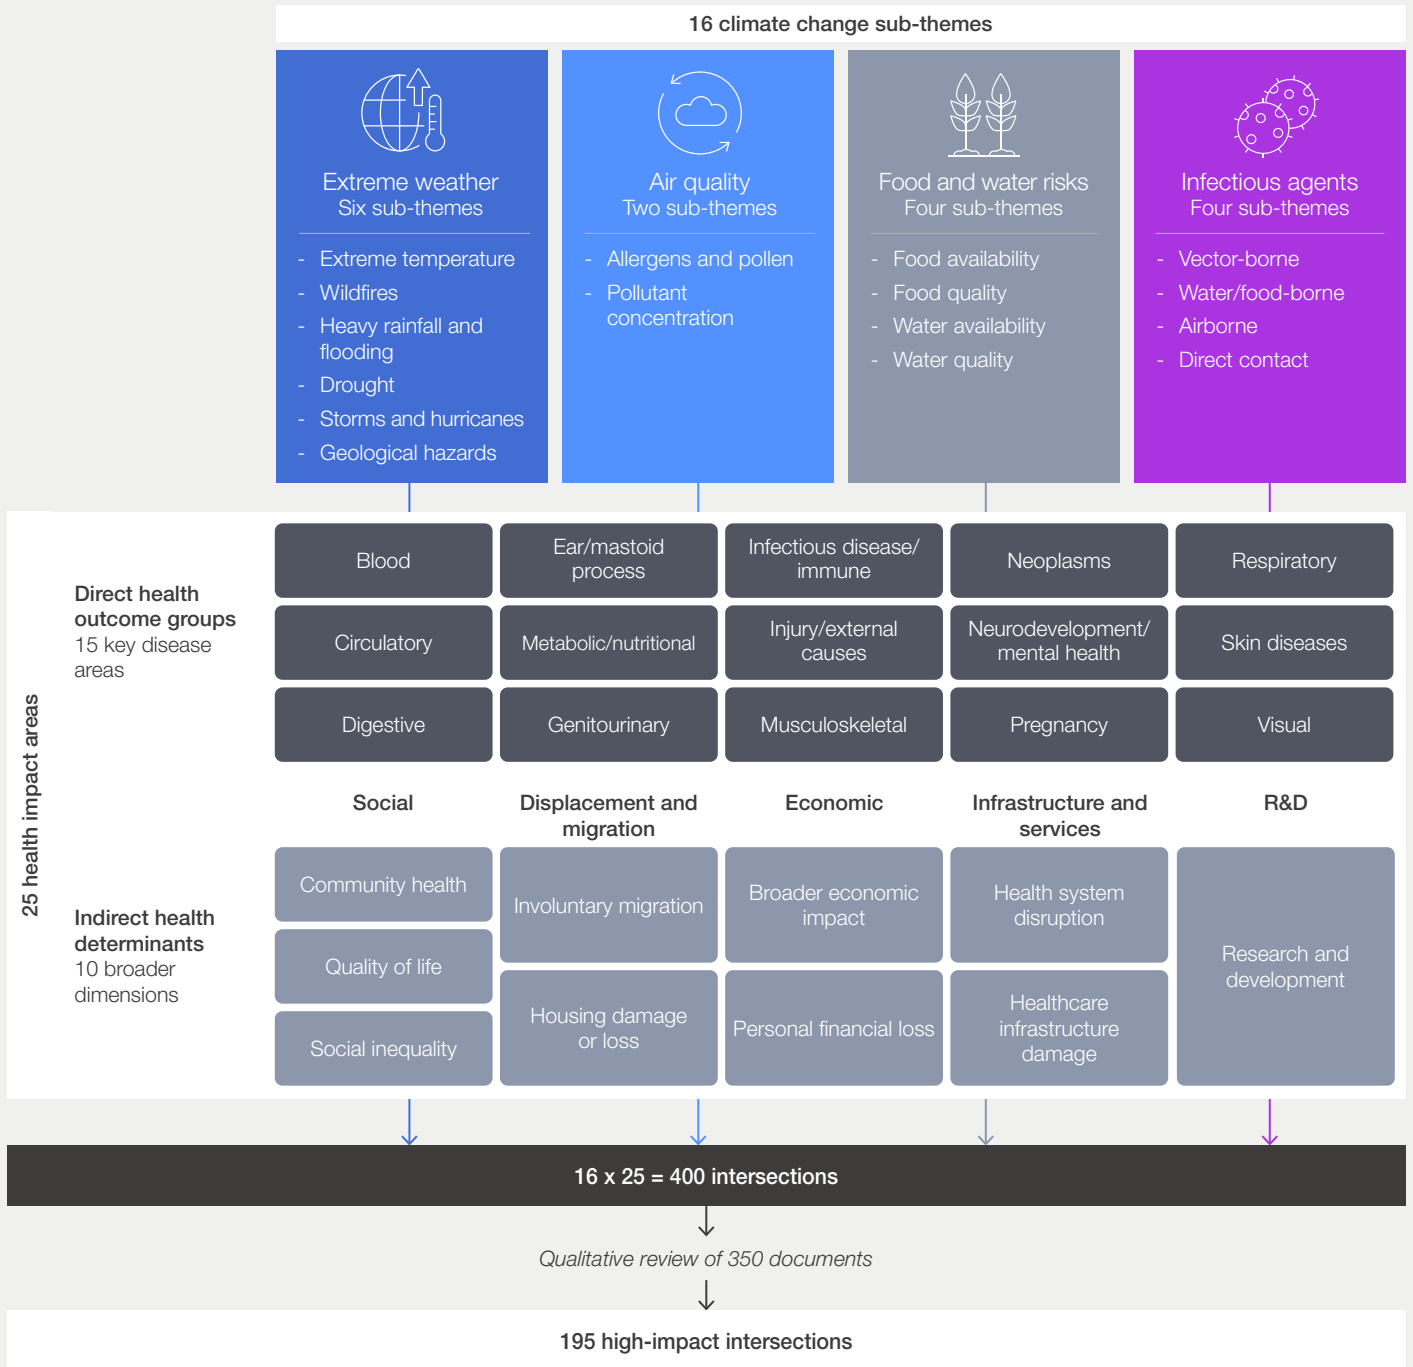 16 climate change sub-themes
Extreme weather
Six sub-themes
- Extreme temperature
- Wildfires
- Heavy rainfall and
flooding
- Drought
- Storms and hurricanes
- Geological hazards
Air quality
Two sub-themes
- Allergens and pollen
- Pollutant
concentration
Food and water risks
Four sub-themes
- Food availability
- Food quality
- Water availability
- Water quality
Infectious agents
Four sub-themes
- Vector-borne
- Water/food-borne
- Airborne
- Direct contact
25 health impact areas
Direct health
outcome groups
15 key disease
areas
Blood
Ear/mastoid
process
Infectious disease/
immune
Neoplasms
Respiratory
Circulatory
Metabolic/nutritional
Injury/external
causes
Neurodevelopment/
mental health
Skin diseases
Digestive
Genitourinary
Musculoskeletal
Pregnancy
Visual
Indirect health
determinants
10 broader
dimensions
Social
Community health
Quality of life
Social inequality
Displacement and
migration
Involuntary migration
Housing damage
or loss
Economic
Broader economic
impact
Personal financial loss
Infrastructure and
services
Health system
disruption
Healthcare
infrastructure
damage
R&D
Research and
development
16 x 25 = 400 intersections
Qualitative review of 350 documents
195 high-impact intersections